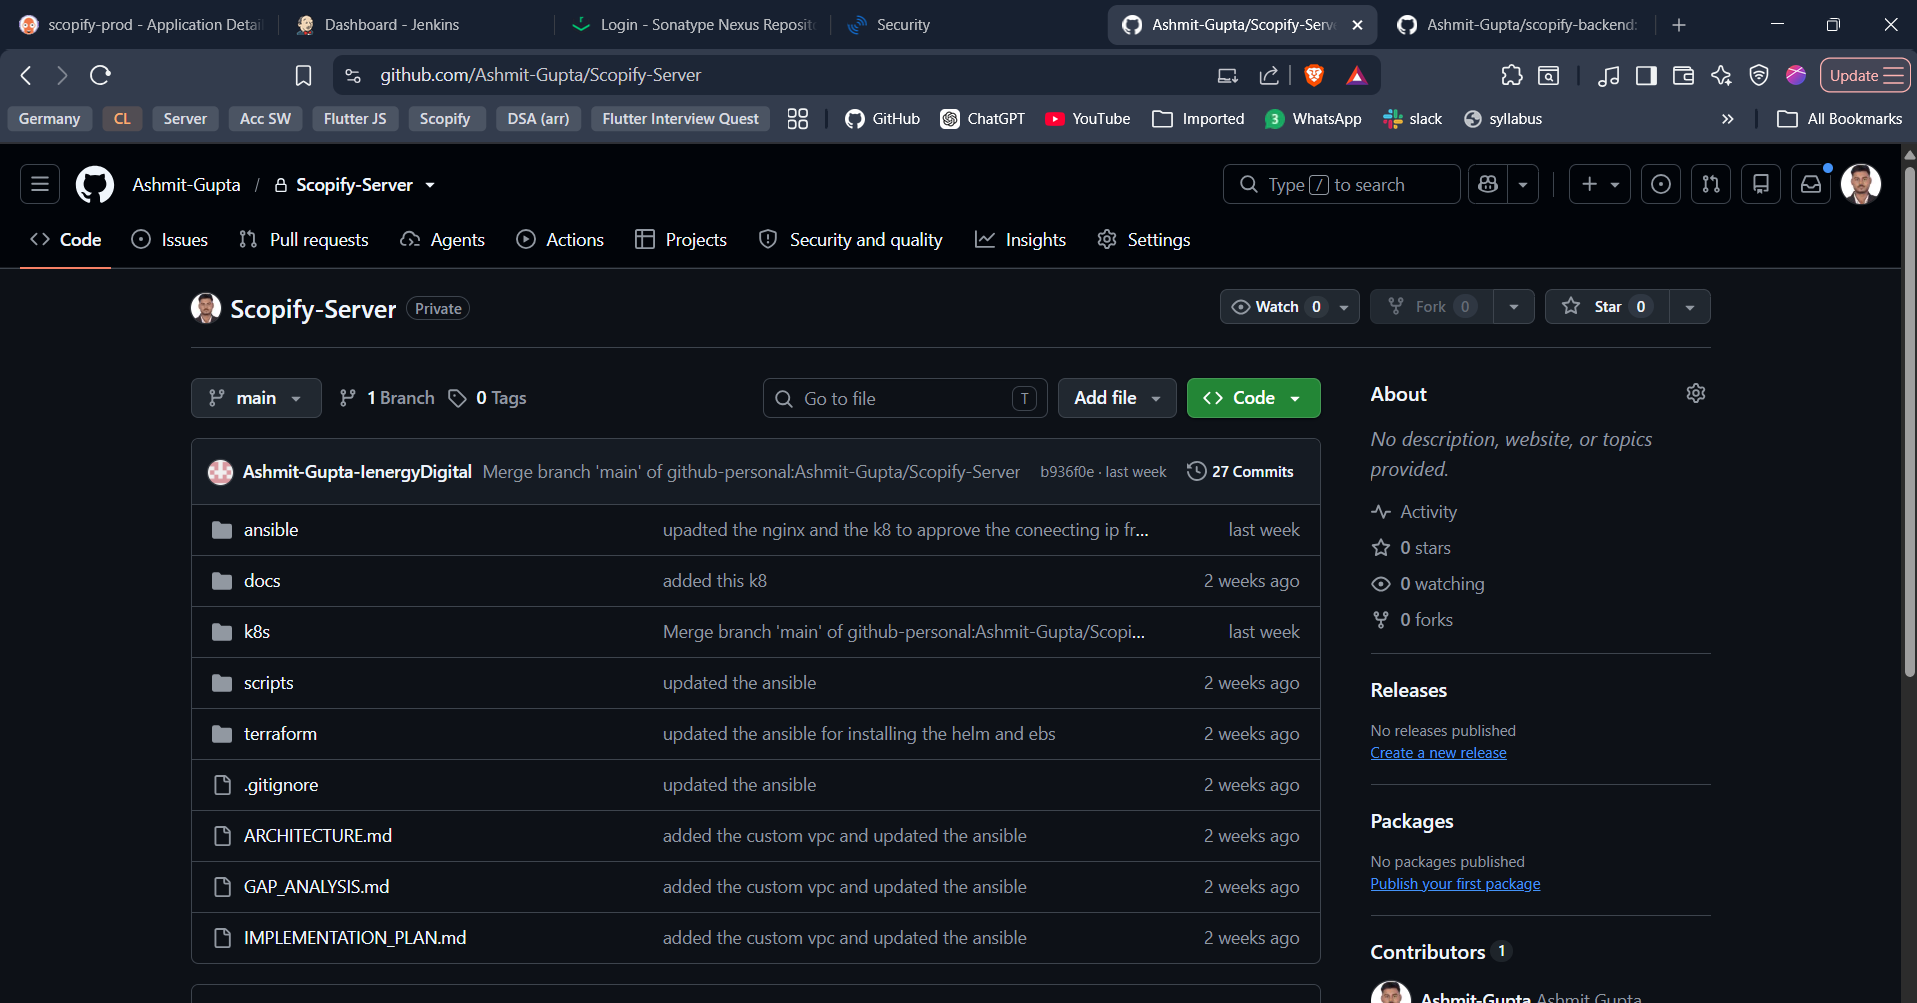 scopify-prod - Application Detail
Dashboard - Jenkins
Login - Sonatype Nexus Reposito
Security
Ashmit-Gupta/Scopify-Serve
Ashmit-Gupta/scopify-backend:
github.com/Ashmit-Gupta/Scopify-Server
Update
Germany
CL
Server
Acc SW
Flutter JS
Scopify
DSA (arr)
Flutter Interview Quest
GitHub
ChatGPT
YouTube
Imported
3
WhatsApp
slack
syllabus
»
All Bookmarks
Ashmit-Gupta / Scopify-Server
Type / to search
Code
Issues
Pull requests
Agents
Actions
Projects
Security and quality
Insights
Settings
Scopify-Server Private
Watch 0
Fork 0
Star 0
main
1 Branch
0 Tags
Go to file T
Add file
Code
Ashmit-Gupta-IenergyDigital Merge branch 'main' of github-personal:Ashmit-Gupta/Scopify-Server b936f0e · last week 27 Commits
ansible upadted the nginx and the k8 to approve the coneecting ip fr... last week
docs added this k8 2 weeks ago
k8s Merge branch 'main' of github-personal:Ashmit-Gupta/Scopi... last week
scripts updated the ansible 2 weeks ago
terraform updated the ansible for installing the helm and ebs 2 weeks ago
.gitignore updated the ansible 2 weeks ago
ARCHITECTURE.md added the custom vpc and updated the ansible 2 weeks ago
GAP_ANALYSIS.md added the custom vpc and updated the ansible 2 weeks ago
IMPLEMENTATION_PLAN.md added the custom vpc and updated the ansible 2 weeks ago
About
No description, website, or topics
provided.
Activity
0 stars
0 watching
0 forks
Releases
No releases published
Create a new release
Packages
No packages published
Publish your first package
Contributors 1
Ashmit-Gupta Ashmit Gupta